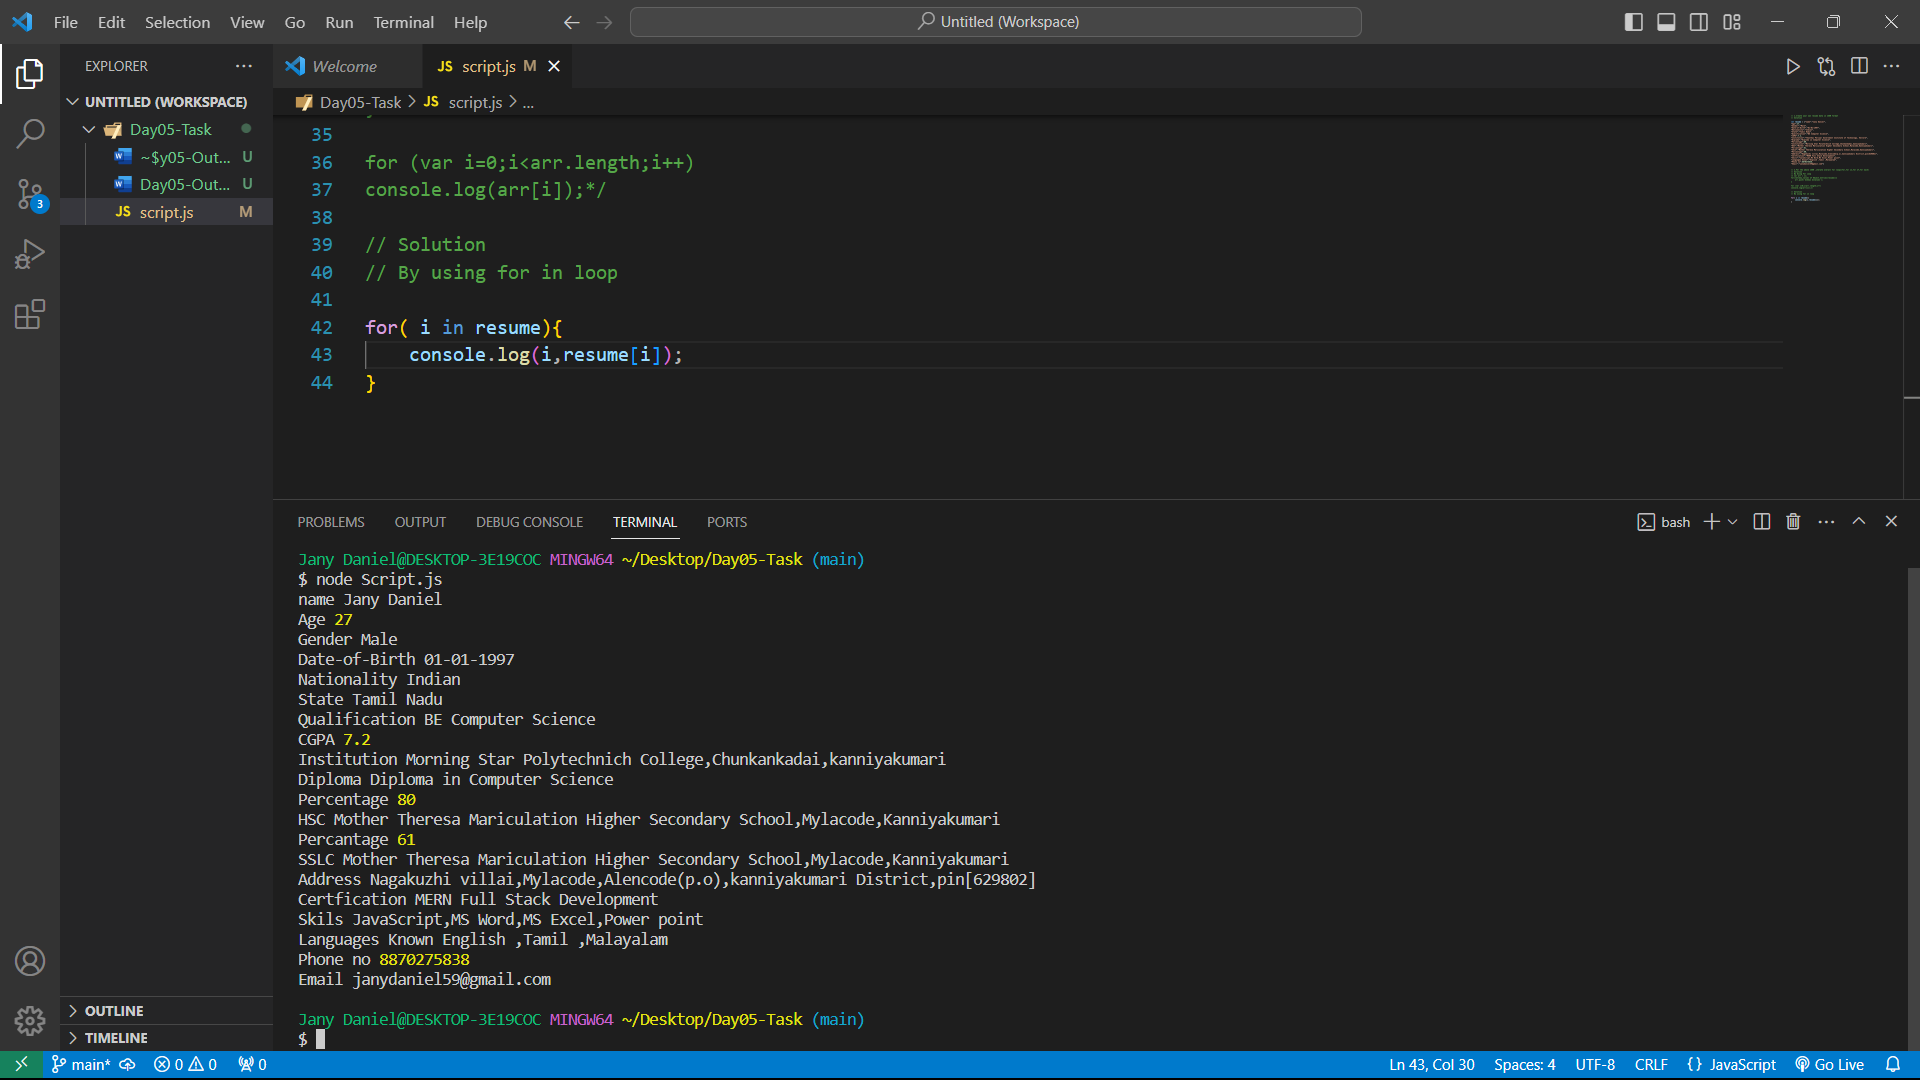 File Edit Selection View Go Run Terminal Help
Untitled (Workspace)
EXPLORER
Welcome
JS script.js M
UNTITLED (WORKSPACE)
Day05-Task
~$y05-Out... U
Day05-Out... U
JS script.js M
3
Day05-Task > JS script.js > ...
35
36 for (var i=0;i<arr.length;i++)
37 console.log(arr[i]);*/
38
39 // Solution
40 // By using for in loop
41
42 for( i in resume){
43 console.log(i,resume[i]);
44 }
PROBLEMS OUTPUT DEBUG CONSOLE TERMINAL PORTS
bash
Jany Daniel@DESKTOP-3E19COC MINGW64 ~/Desktop/Day05-Task (main)
$ node Script.js
name Jany Daniel
Age 27
Gender Male
Date-of-Birth 01-01-1997
Nationality Indian
State Tamil Nadu
Qualification BE Computer Science
CGPA 7.2
Institution Morning Star Polytechnich College,Chunkankadai,kanniyakumari
Diploma Diploma in Computer Science
Percentage 80
HSC Mother Theresa Mariculation Higher Secondary School,Mylacode,Kanniyakumari
Percantage 61
SSLC Mother Theresa Mariculation Higher Secondary School,Mylacode,Kanniyakumari
Address Nagakuzhi villai,Mylacode,Alencode(p.o),kanniyakumari District,pin[629802]
Certfication MERN Full Stack Development
Skils JavaScript,MS Word,MS Excel,Power point
Languages Known English ,Tamil ,Malayalam
Phone no 8870275838
Email janydaniel59@gmail.com
Jany Daniel@DESKTOP-3E19COC MINGW64 ~/Desktop/Day05-Task (main)
$
OUTLINE
TIMELINE
main* 0 0 0
Ln 43, Col 30 Spaces: 4 UTF-8 CRLF {} JavaScript Go Live